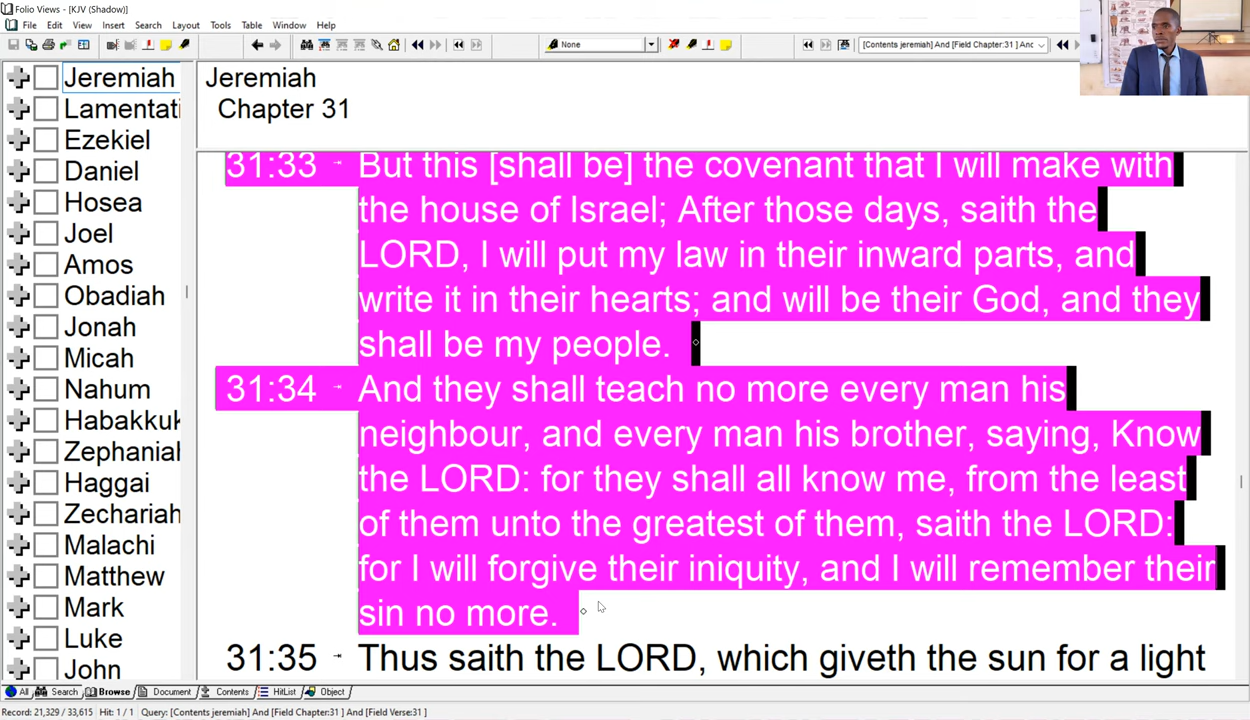 Folio Views - [KJV (Shadow)]
File Edit View Insert Search Layout Tools Table Window Help
None
[Contents jeremiah] And [Field Chapter:31 ] Anc
Jeremiah
Lamentati
Ezekiel
Daniel
Hosea
Joel
Amos
Obadiah
Jonah
Micah
Nahum
Habakkuk
Zephaniah
Haggai
Zechariah
Malachi
Matthew
Mark
Luke
John
Jeremiah
Chapter 31
31:33 But this [shall be] the covenant that I will make with
the house of Israel; After those days, saith the
LORD, I will put my law in their inward parts, and
write it in their hearts; and will be their God, and they
shall be my people.
31:34 And they shall teach no more every man his
neighbour, and every man his brother, saying, Know
the LORD: for they shall all know me, from the least
of them unto the greatest of them, saith the LORD:
for I will forgive their iniquity, and I will remember their
sin no more.
31:35 Thus saith the LORD, which giveth the sun for a light
All Search Browse Document Contents HitList Object
Record: 21,329 / 33,615 Hit: 1 / 1 Query: [Contents jeremiah] And [Field Chapter:31 ] And [Field Verse:31 ]